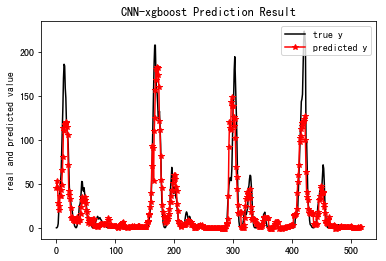 CNN-xgboost Prediction Result
true y
predicted y
real and predicted value
200
150
100
50
0
0
100
200
300
400
500